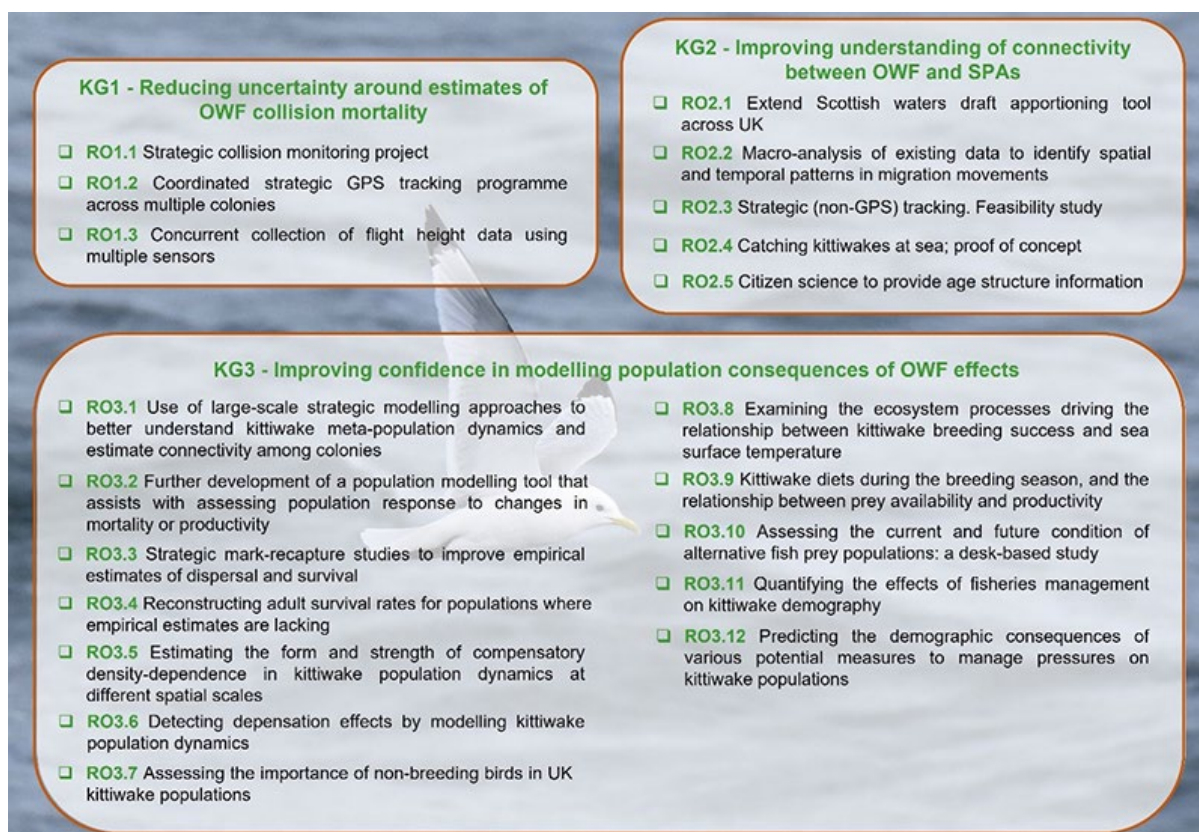 KG1 - Reducing uncertainty around estimates of
OWF collision mortality
RO1.1 Strategic collision monitoring project
RO1.2 Coordinated strategic GPS tracking programme
across multiple colonies
RO1.3 Concurrent collection of flight height data using
multiple sensors
KG2 - Improving understanding of connectivity
between OWF and SPAs
RO2.1 Extend Scottish waters draft apportioning tool
across UK
RO2.2 Macro-analysis of existing data to identify spatial
and temporal patterns in migration movements
RO2.3 Strategic (non-GPS) tracking. Feasibility study
RO2.4 Catching kittiwakes at sea; proof of concept
RO2.5 Citizen science to provide age structure information
KG3 - Improving confidence in modelling population consequences of OWF effects
RO3.1 Use of large-scale strategic modelling approaches to
better understand kittiwake meta-population dynamics and
estimate connectivity among colonies
RO3.2 Further development of a population modelling tool that
assists with assessing population response to changes in
mortality or productivity
RO3.3 Strategic mark-recapture studies to improve empirical
estimates of dispersal and survival
RO3.4 Reconstructing adult survival rates for populations where
empirical estimates are lacking
RO3.5 Estimating the form and strength of compensatory
density-dependence in kittiwake population dynamics at
different spatial scales
RO3.6 Detecting depensation effects by modelling kittiwake
population dynamics
RO3.7 Assessing the importance of non-breeding birds in UK
kittiwake populations
RO3.8 Examining the ecosystem processes driving the
relationship between kittiwake breeding success and sea
surface temperature
RO3.9 Kittiwake diets during the breeding season, and the
relationship between prey availability and productivity
RO3.10 Assessing the current and future condition of
alternative fish prey populations: a desk-based study
RO3.11 Quantifying the effects of fisheries management
on kittiwake demography
RO3.12 Predicting the demographic consequences of
various potential measures to manage pressures on
kittiwake populations